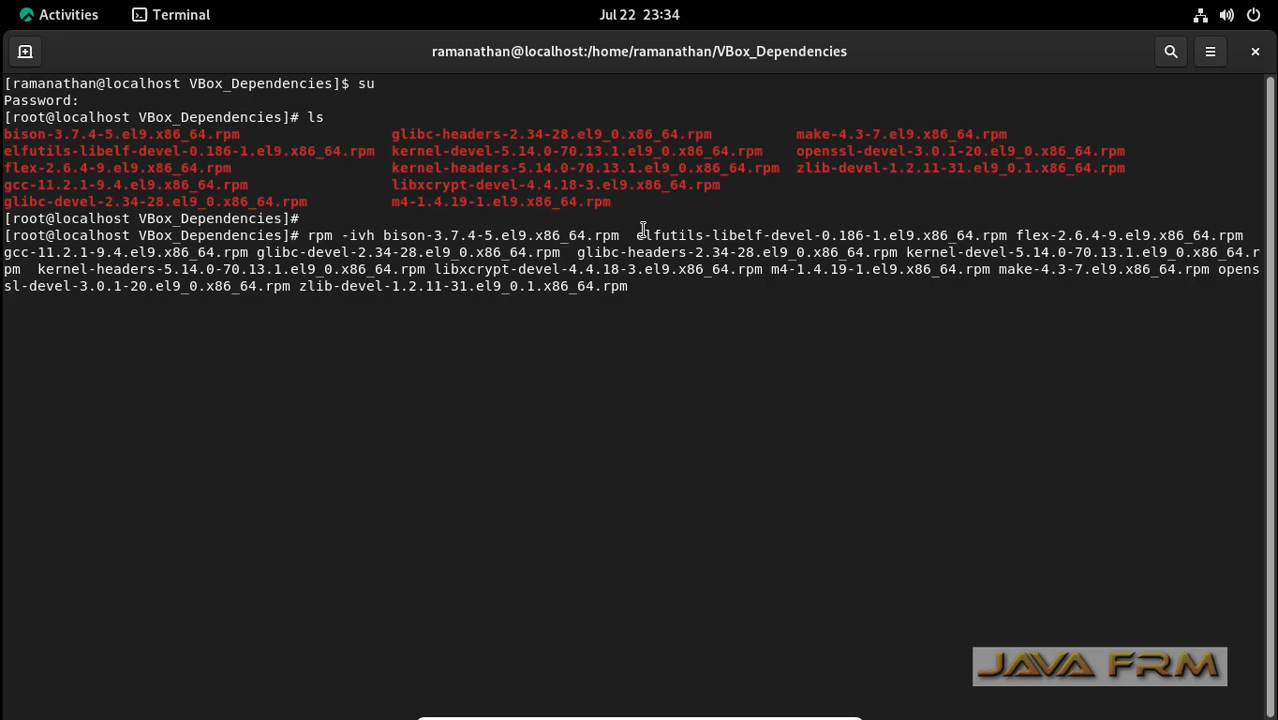 Activities Terminal Jul 22 23:34
ramanathan@localhost:/home/ramanathan/VBox_Dependencies
[ramanathan@localhost VBox_Dependencies]$ su
Password:
[root@localhost VBox_Dependencies]# ls
bison-3.7.4-5.el9.x86_64.rpm glibc-headers-2.34-28.el9_0.x86_64.rpm make-4.3-7.el9.x86_64.rpm
elfutils-libelf-devel-0.186-1.el9.x86_64.rpm kernel-devel-5.14.0-70.13.1.el9_0.x86_64.rpm openssl-devel-3.0.1-20.el9_0.x86_64.rpm
flex-2.6.4-9.el9.x86_64.rpm kernel-headers-5.14.0-70.13.1.el9_0.x86_64.rpm zlib-devel-1.2.11-31.el9_0.1.x86_64.rpm
gcc-11.2.1-9.4.el9.x86_64.rpm libxcrypt-devel-4.4.18-3.el9.x86_64.rpm
glibc-devel-2.34-28.el9_0.x86_64.rpm m4-1.4.19-1.el9.x86_64.rpm
[root@localhost VBox_Dependencies]#
[root@localhost VBox_Dependencies]# rpm -ivh bison-3.7.4-5.el9.x86_64.rpm  elfutils-libelf-devel-0.186-1.el9.x86_64.rpm flex-2.6.4-9.el9.x86_64.rpm
gcc-11.2.1-9.4.el9.x86_64.rpm glibc-devel-2.34-28.el9_0.x86_64.rpm  glibc-headers-2.34-28.el9_0.x86_64.rpm kernel-devel-5.14.0-70.13.1.el9_0.x86_64.r
pm  kernel-headers-5.14.0-70.13.1.el9_0.x86_64.rpm libxcrypt-devel-4.4.18-3.el9.x86_64.rpm m4-1.4.19-1.el9.x86_64.rpm make-4.3-7.el9.x86_64.rpm opens
sl-devel-3.0.1-20.el9_0.x86_64.rpm zlib-devel-1.2.11-31.el9_0.1.x86_64.rpm
JAVA FRM